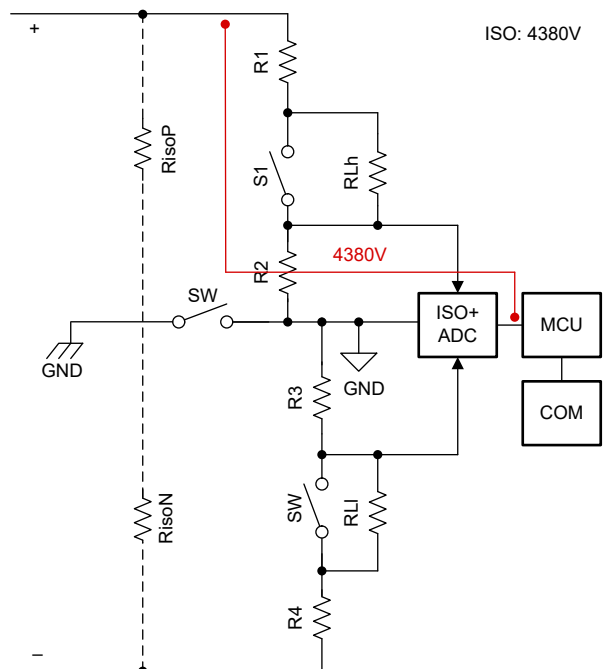 +
ISO: 4380V
R1
RisoP
S1
RLh
R2
4380V
SW
ISO+
ADC
MCU
GND
GND
R3
COM
SW
RLl
RisoN
R4
–